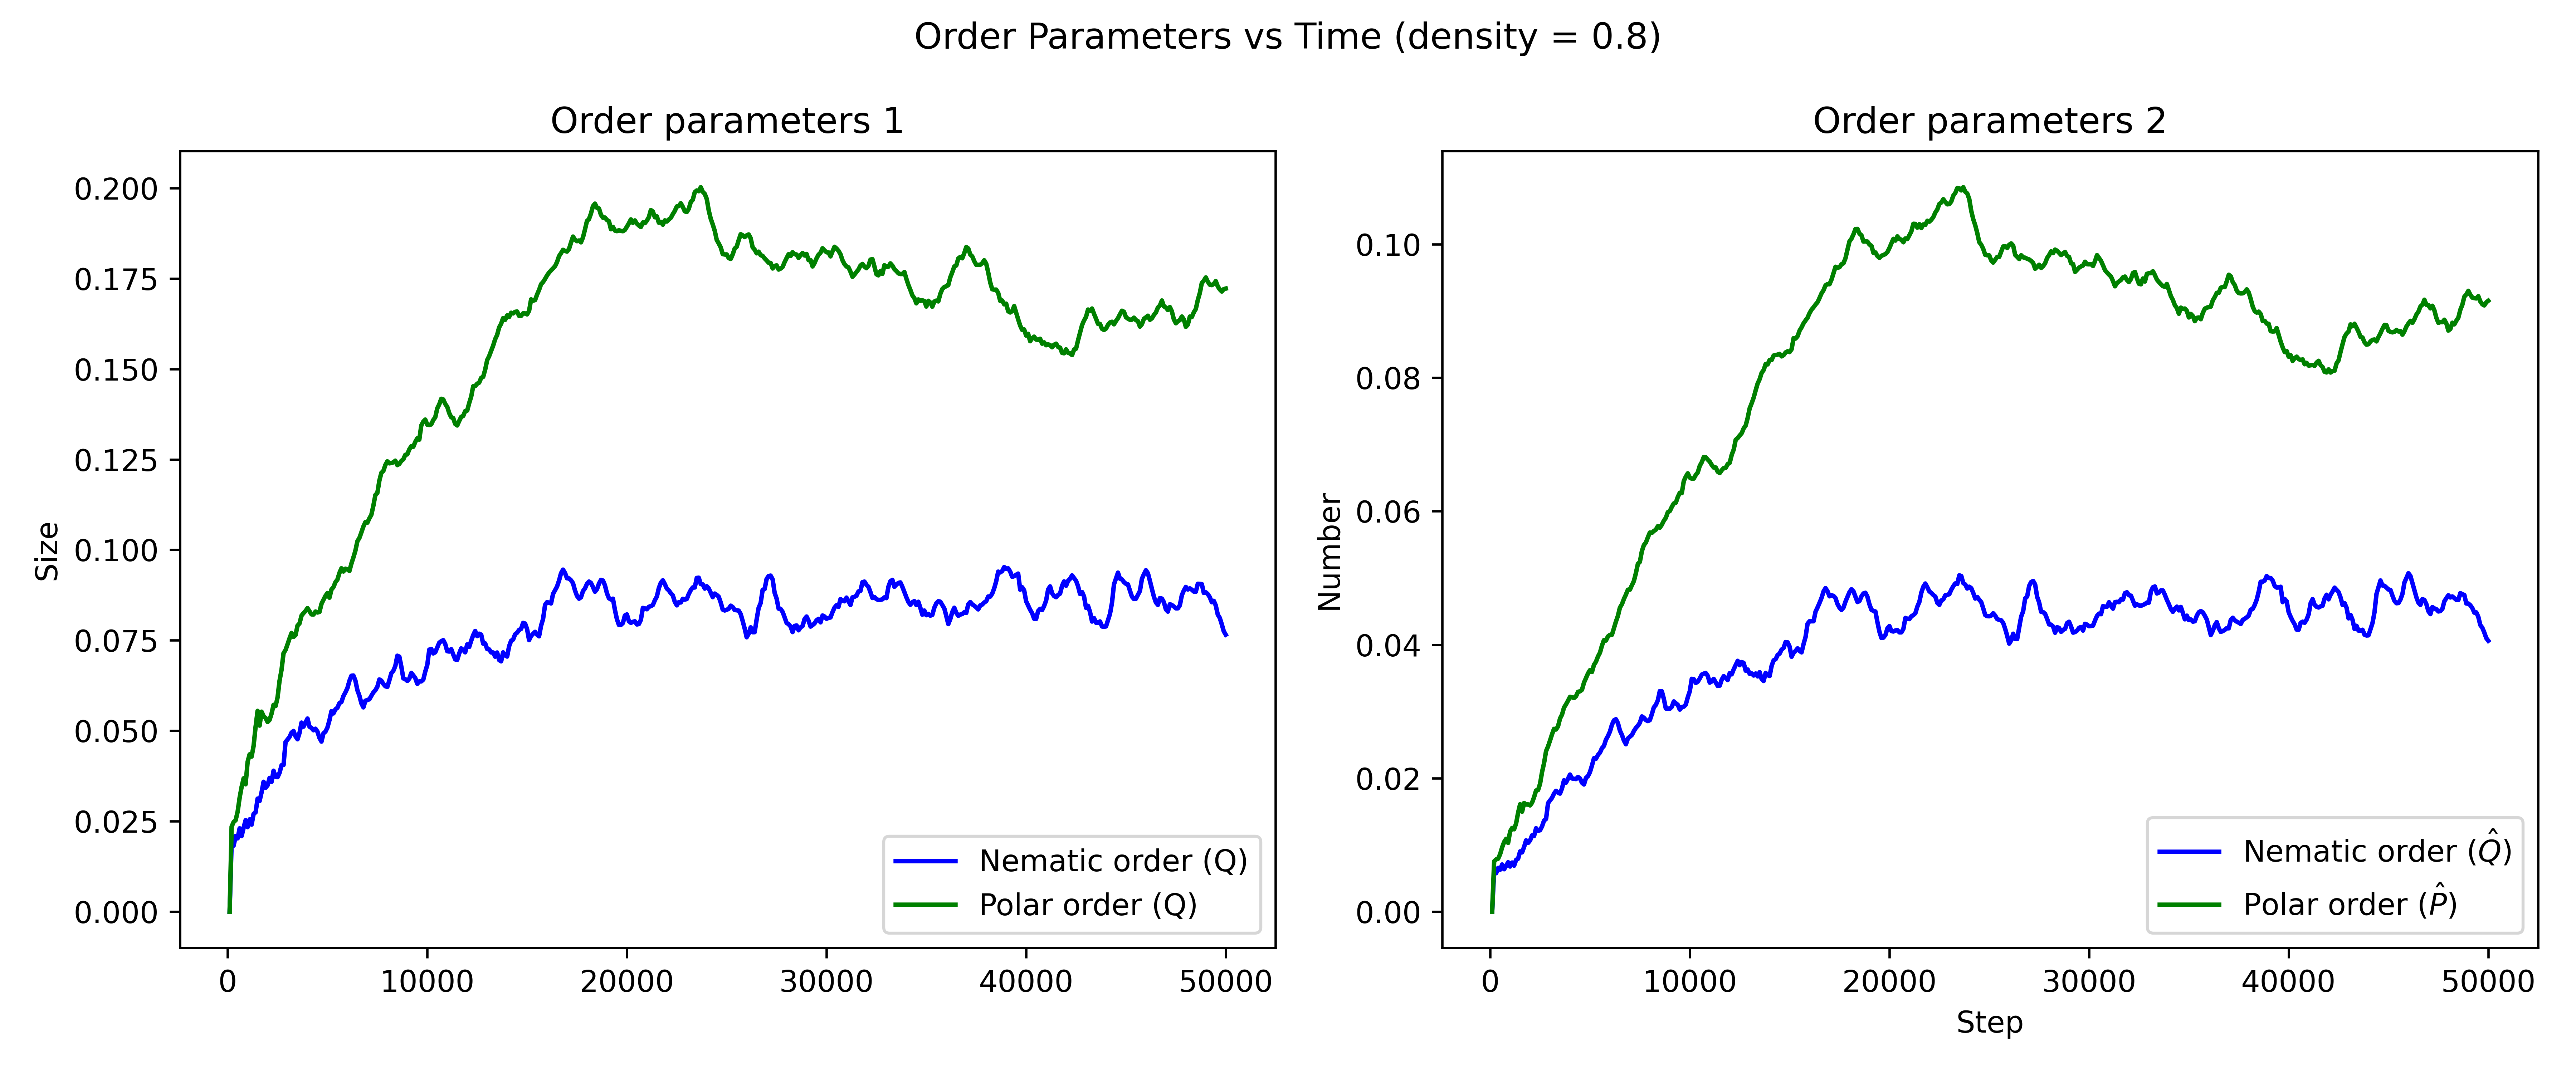 Order Parameters vs Time (density = 0.8)
Order parameters 1
Size
0.200
0.175
0.150
0.125
0.100
0.075
0.050
0.025
0.000
0 10000 20000 30000 40000 50000
Nematic order (Q)
Polar order (Q)
Order parameters 2
Number
0.10
0.08
0.06
0.04
0.02
0.00
0 10000 20000 30000 40000 50000
Step
Nematic order (Q̂)
Polar order (P̂)